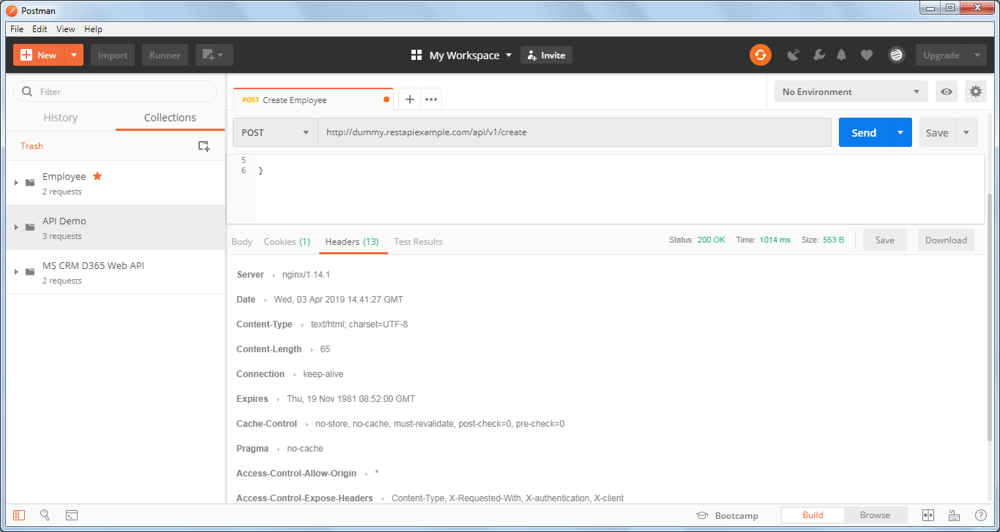 Postman
File Edit View Help
New Import Runner My Workspace Invite Upgrade
Filter
History Collections
Trash
Employee
2 requests
API Demo
3 requests
MS CRM D365 Web API
2 requests
POST Create Employee
No Environment
POST http://dummy.restapiexample.com/api/v1/create Send Save
5
6 }
Body Cookies (1) Headers (13) Test Results Status: 200 OK Time: 1014 ms Size: 553 B Save Download
Server › nginx/1.14.1
Date › Wed, 03 Apr 2019 14:41:27 GMT
Content-Type › text/html; charset=UTF-8
Content-Length › 65
Connection › keep-alive
Expires › Thu, 19 Nov 1981 08:52:00 GMT
Cache-Control › no-store, no-cache, must-revalidate, post-check=0, pre-check=0
Pragma › no-cache
Access-Control-Allow-Origin › *
Access-Control-Expose-Headers › Content-Type, X-Requested-With, X-authentication, X-client
Bootcamp Build Browse